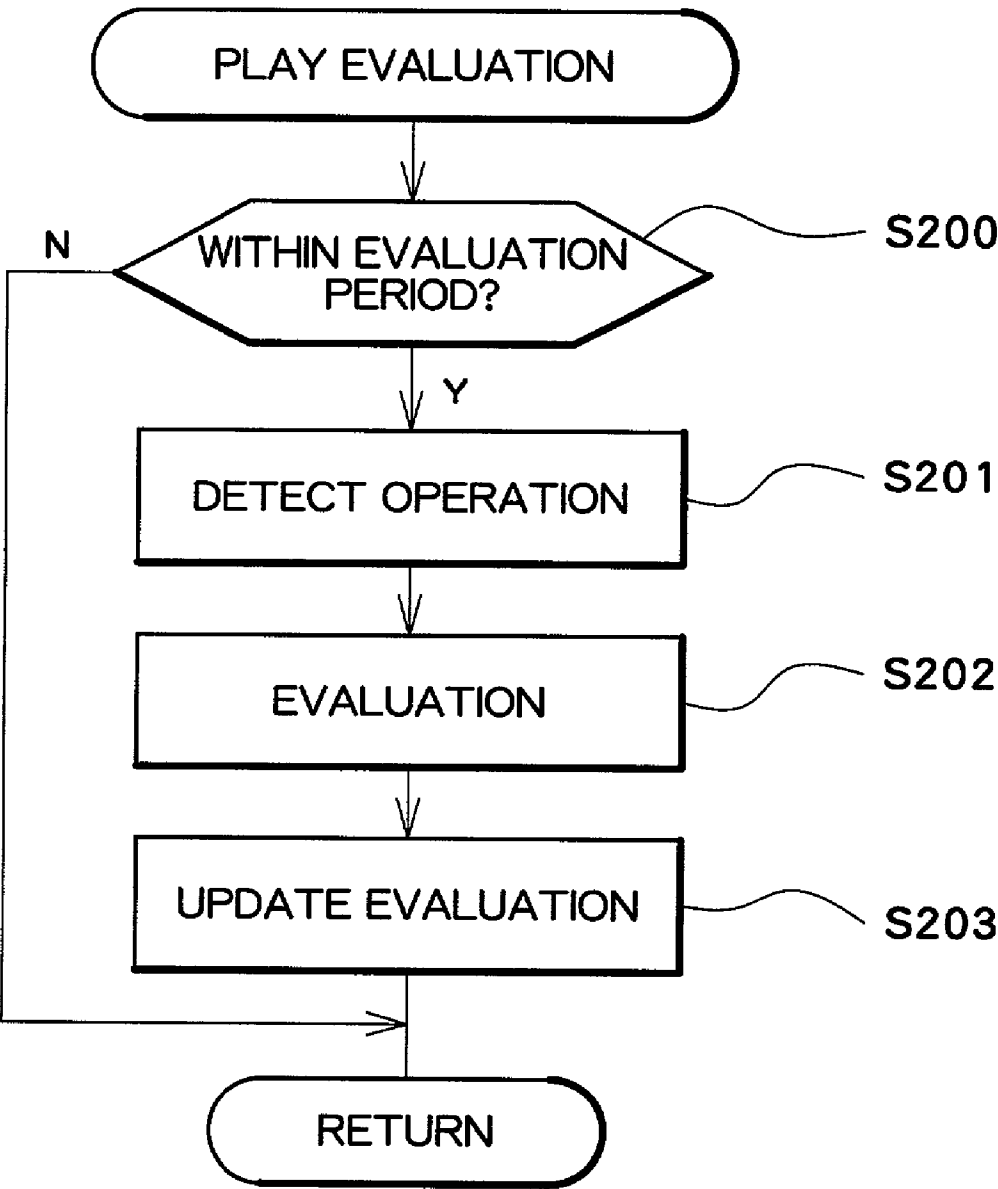 PLAY EVALUATION
S200
N
WITHIN EVALUATION
PERIOD?
Y
DETECT OPERATION
S201
EVALUATION
S202
UPDATE EVALUATION
S203
RETURN